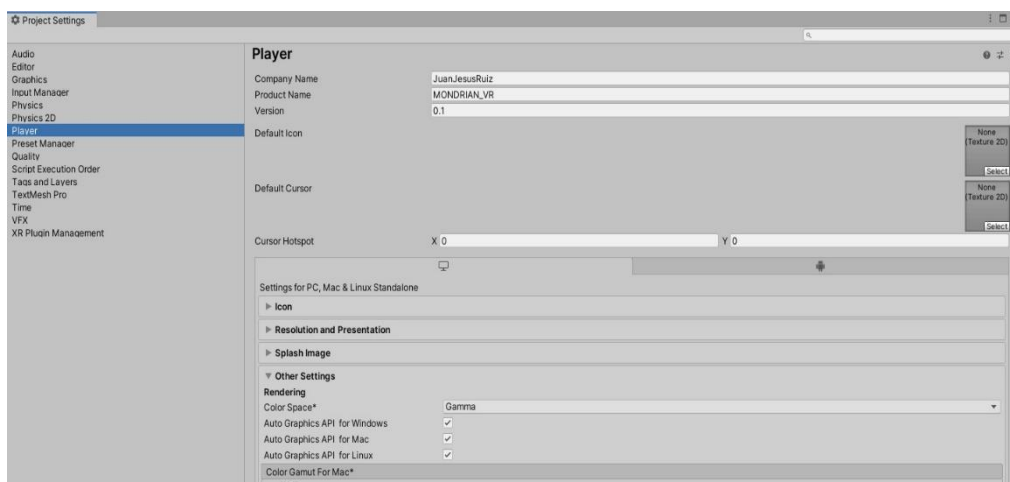 Project Settings
Audio
Editor
Graphics
Input Manager
Physics
Physics 2D
Player
Preset Manager
Quality
Script Execution Order
Tags and Layers
TextMesh Pro
Time
VFX
XR Plugin Management
Player
Company Name JuanJesusRuiz
Product Name MONDRIAN_VR
Version 0.1
Default Icon
None
(Texture 2D)
Select
Default Cursor
None
(Texture 2D)
Select
Cursor Hotspot X 0 Y 0
Settings for PC, Mac & Linux Standalone
Icon
Resolution and Presentation
Splash Image
Other Settings
Rendering
Color Space* Gamma
Auto Graphics API for Windows
Auto Graphics API for Mac
Auto Graphics API for Linux
Color Gamut For Mac*